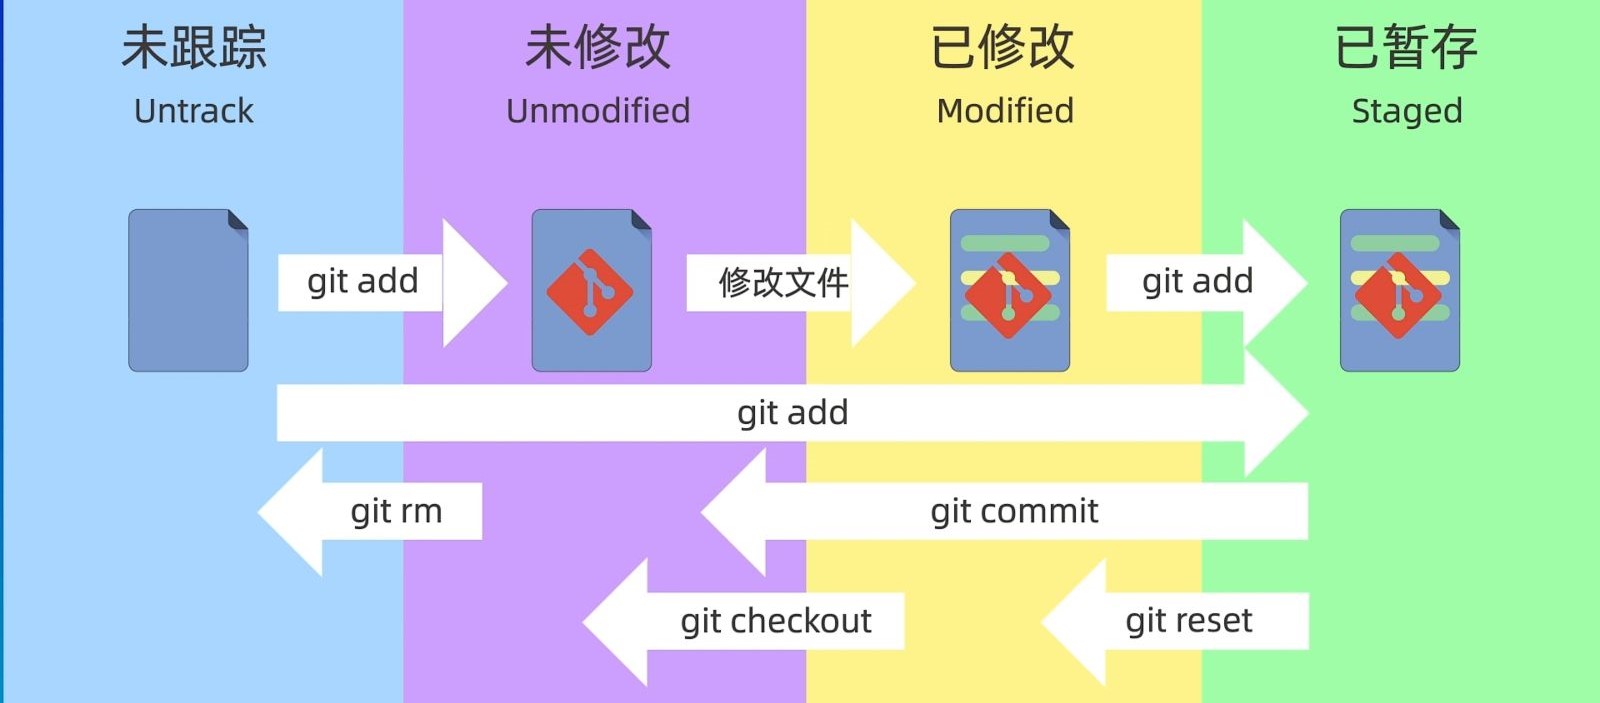 未跟踪
Untrack
未修改
Unmodified
已修改
Modified
已暂存
Staged
git add
修改文件
git add
git add
git rm
git commit
git checkout
git reset